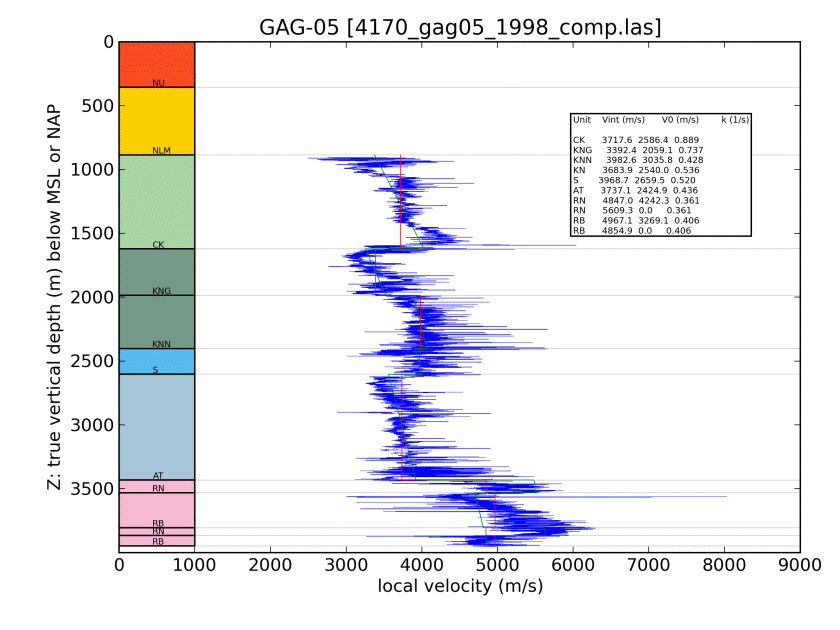 GAG-05 [4170_gag05_1998_comp.las]
Z: true vertical depth (m) below MSL or NAP
0
500
1000
1500
2000
2500
3000
3500
NU
NLM
CK
KNG
KNN
S
AT
RN
RB
RN
RB
Unit Vint (m/s) V0 (m/s) k (1/s)
CK 3717.6 2586.4 0.889
KNG 3392.4 2059.1 0.737
KNN 3982.6 3035.8 0.428
KN 3683.9 2540.0 0.536
S 3968.7 2659.5 0.520
AT 3737.1 2424.9 0.436
RN 4847.0 4242.3 0.361
RN 5609.3 0.0 0.361
RB 4967.1 3269.1 0.406
RB 4854.9 0.0 0.406
0 1000 2000 3000 4000 5000 6000 7000 8000 9000
local velocity (m/s)